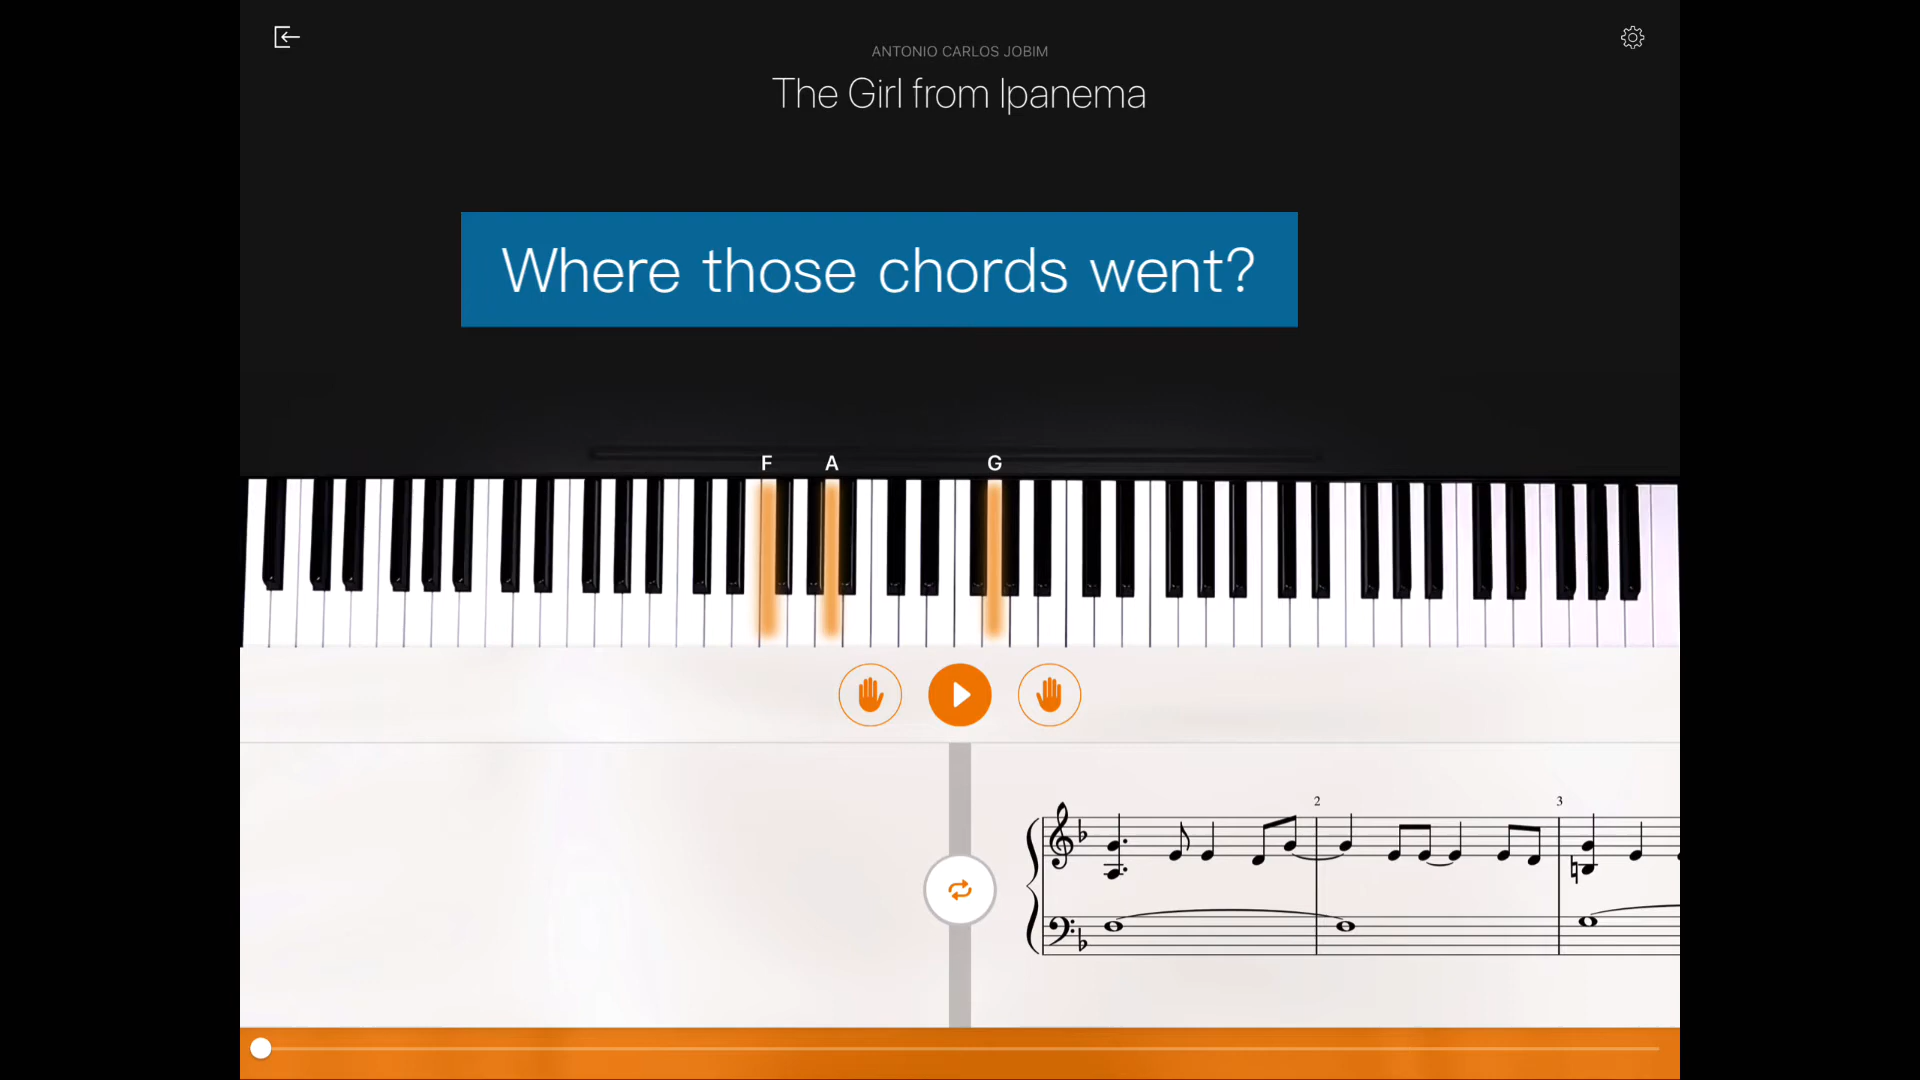 ANTONIO CARLOS JOBIM
The Girl from Ipanema
Where those chords went?
F A G
2 3